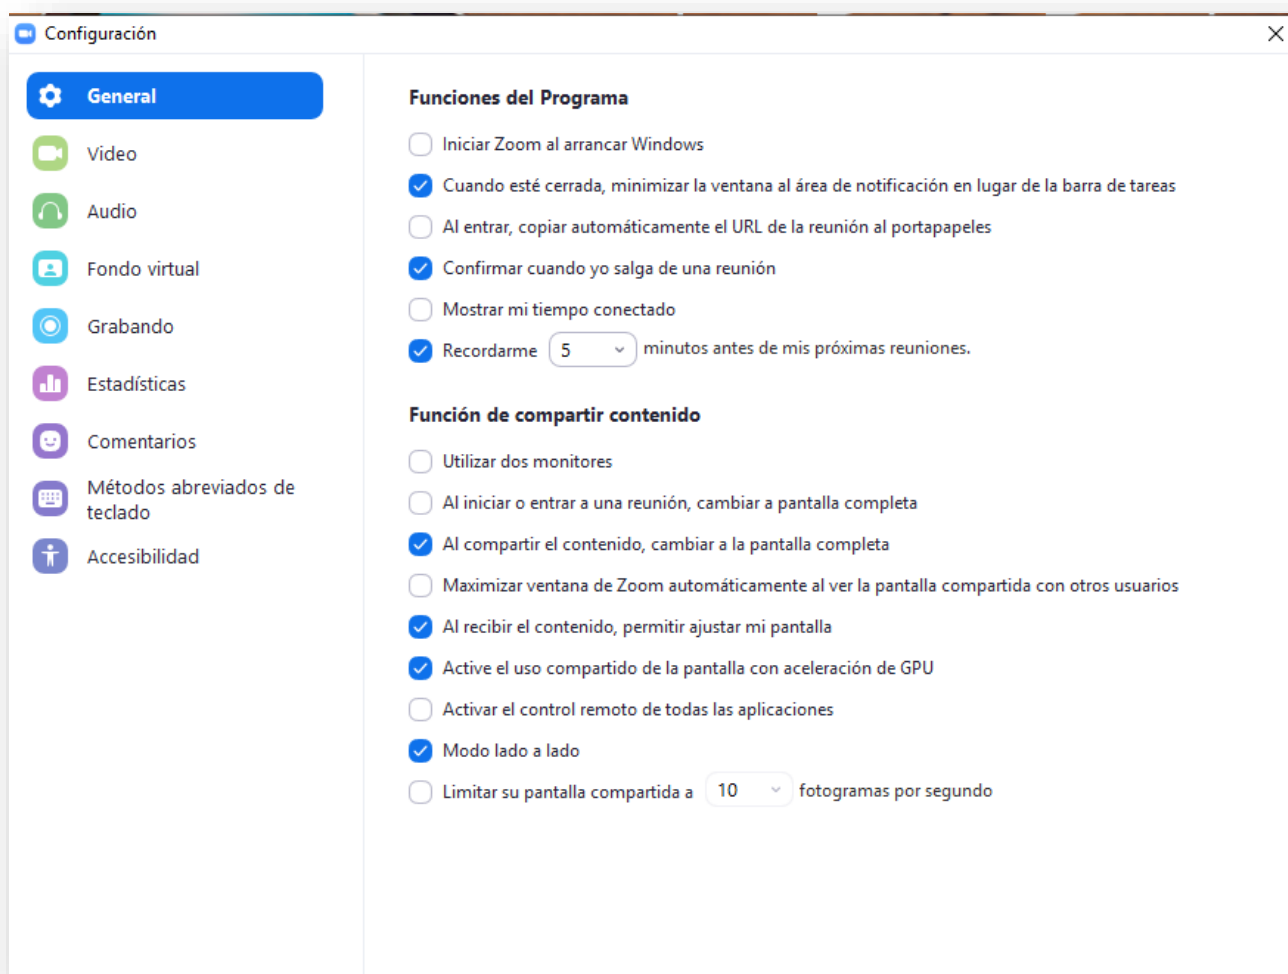 Configuración
General
Video
Audio
Fondo virtual
Grabando
Estadísticas
Comentarios
Métodos abreviados de
teclado
Accesibilidad
Funciones del Programa
Iniciar Zoom al arrancar Windows
Cuando esté cerrada, minimizar la ventana al área de notificación en lugar de la barra de tareas
Al entrar, copiar automáticamente el URL de la reunión al portapapeles
Confirmar cuando yo salga de una reunión
Mostrar mi tiempo conectado
Recordarme 5 minutos antes de mis próximas reuniones.
Función de compartir contenido
Utilizar dos monitores
Al iniciar o entrar a una reunión, cambiar a pantalla completa
Al compartir el contenido, cambiar a la pantalla completa
Maximizar ventana de Zoom automáticamente al ver la pantalla compartida con otros usuarios
Al recibir el contenido, permitir ajustar mi pantalla
Active el uso compartido de la pantalla con aceleración de GPU
Activar el control remoto de todas las aplicaciones
Modo lado a lado
Limitar su pantalla compartida a 10 fotogramas por segundo